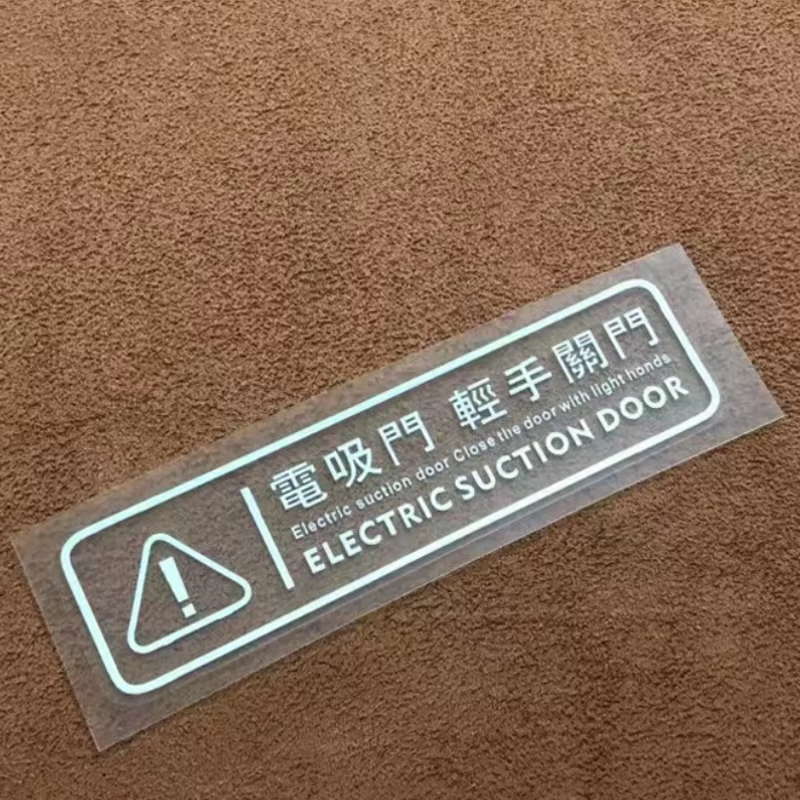 電吸門 輕手關門
Electric suction door Close the door with light hands
ELECTRIC SUCTION DOOR